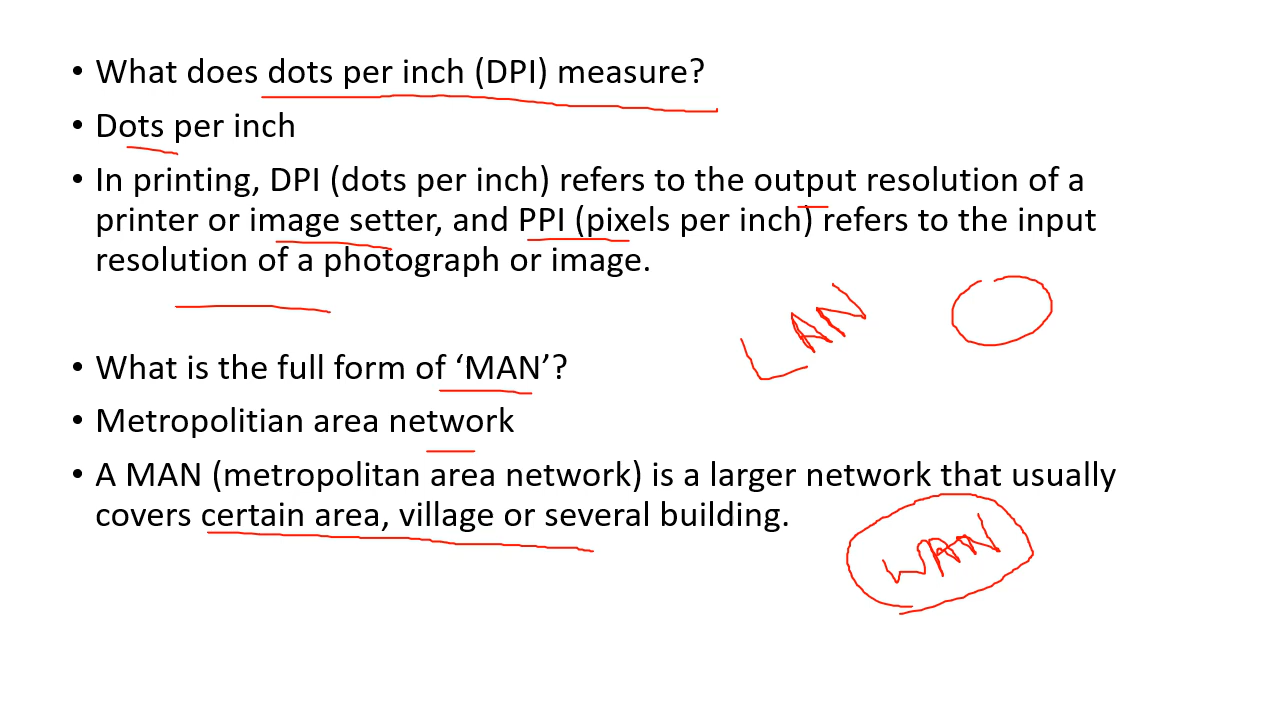 • What does dots per inch (DPI) measure?
• Dots per inch
• In printing, DPI (dots per inch) refers to the output resolution of a
printer or image setter, and PPI (pixels per inch) refers to the input
resolution of a photograph or image.
LAN
• What is the full form of ‘MAN’?
• Metropolitian area network
• A MAN (metropolitan area network) is a larger network that usually
covers certain area, village or several building.
WAN